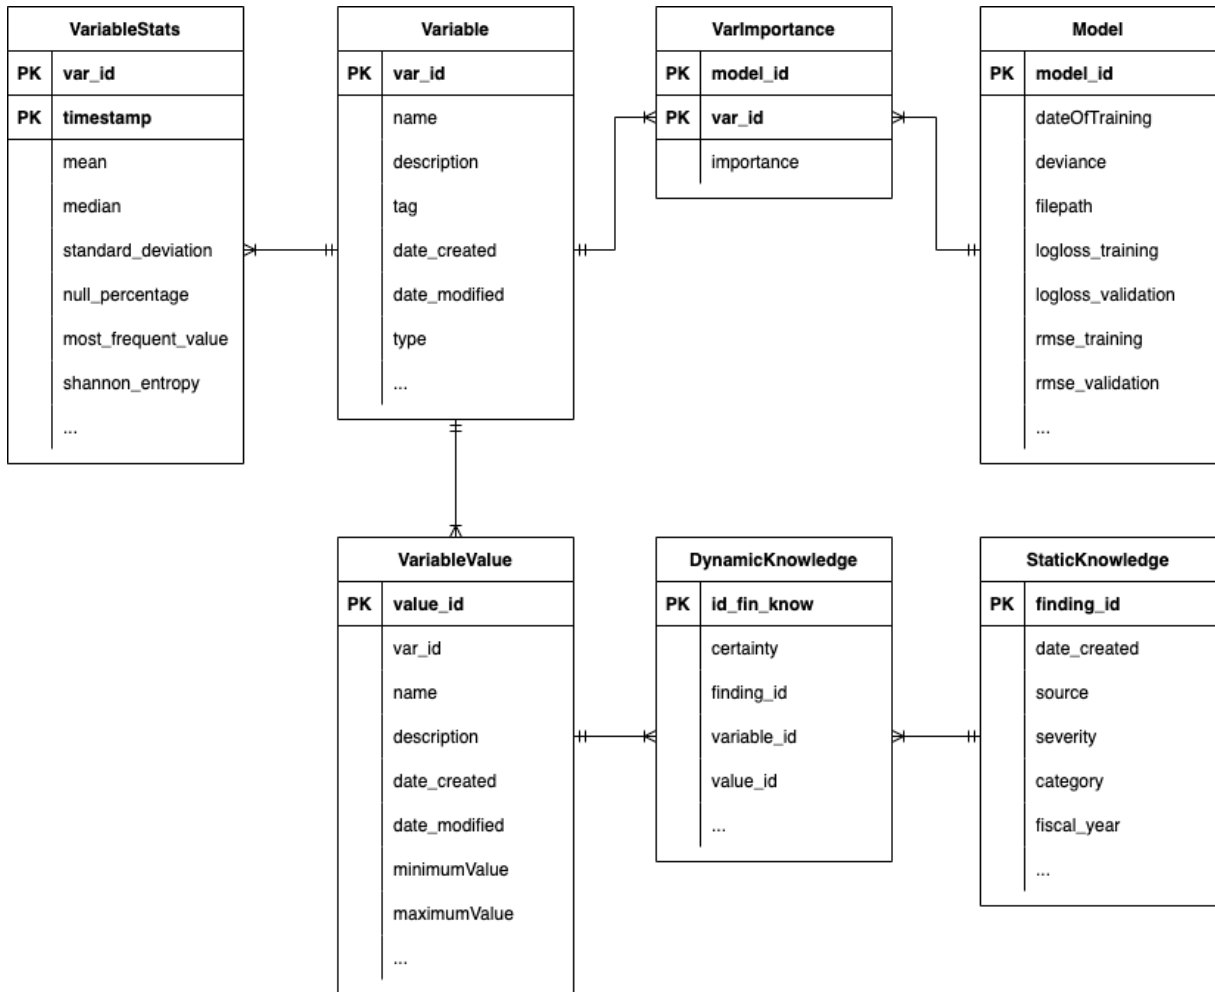 VariableStats
PK var_id
PK timestamp
mean
median
standard_deviation
null_percentage
most_frequent_value
shannon_entropy
...
Variable
PK var_id
name
description
tag
date_created
date_modified
type
...
VarImportance
PK model_id
PK var_id
importance
Model
PK model_id
dateOfTraining
deviance
filepath
logloss_training
logloss_validation
rmse_training
rmse_validation
...
VariableValue
PK value_id
var_id
name
description
date_created
date_modified
minimumValue
maximumValue
...
DynamicKnowledge
PK id_fin_know
certainty
finding_id
variable_id
value_id
...
StaticKnowledge
PK finding_id
date_created
source
severity
category
fiscal_year
...